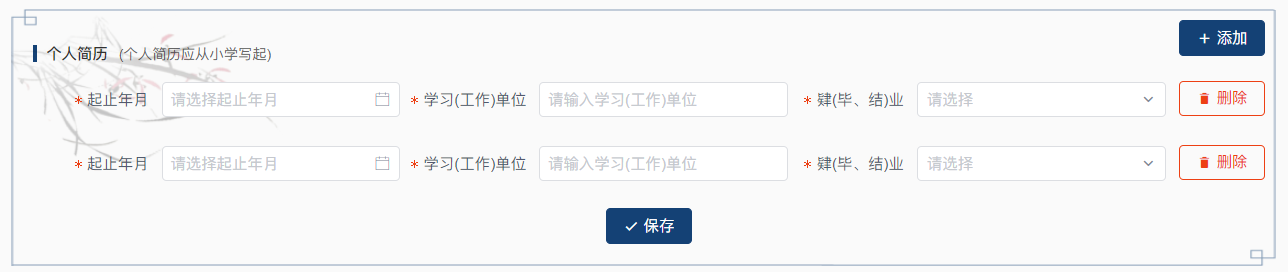 添加
个人简历 (个人简历应从小学写起)
* 起止年月 请选择起止年月 * 学习(工作)单位 请输入学习(工作)单位 * 肄(毕、结)业 请选择 删除
* 起止年月 请选择起止年月 * 学习(工作)单位 请输入学习(工作)单位 * 肄(毕、结)业 请选择 删除
保存